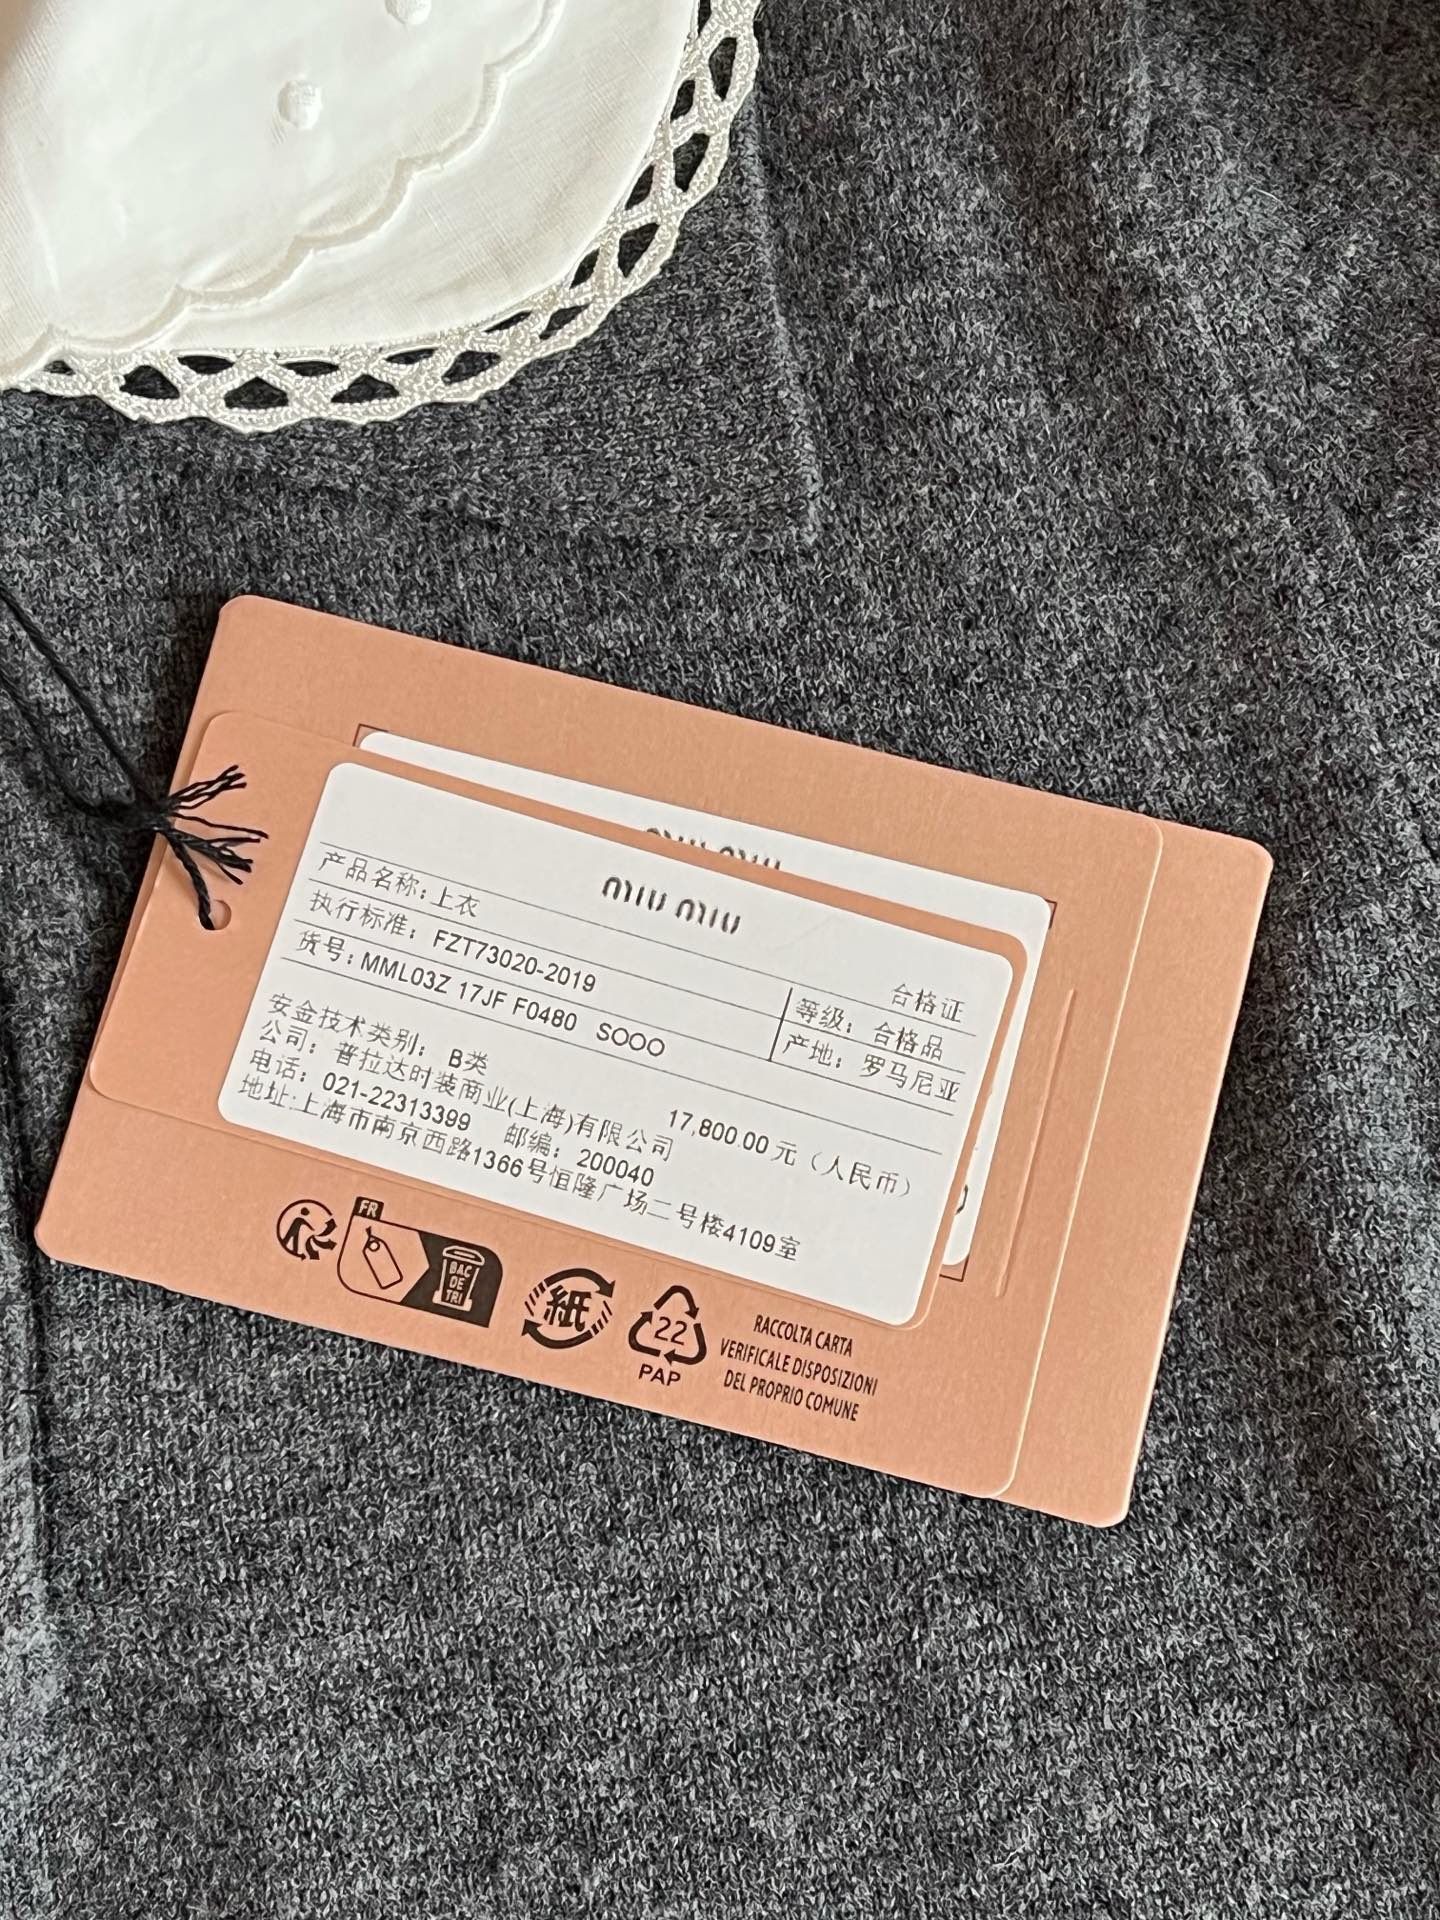 miu miu
产品名称:上衣
合格证
执行标准: FZT73020-2019
等级: 合格品
货号:MML03Z 17JF F0480 SOOO
产地: 罗马尼亚
安金技术类别: B类
17,800.00元（人民币）
公司: 普拉达时装商业(上海)有限公司
电话: 021-22313399 邮编: 200040
地址:上海市南京西路1366号恒隆广场二号楼4109室
FR
BAC
DE
TRI
紙
22
PAP
RACCOLTA CARTA
VERIFICALE DISPOSIZIONI
DEL PROPRIO COMUNE